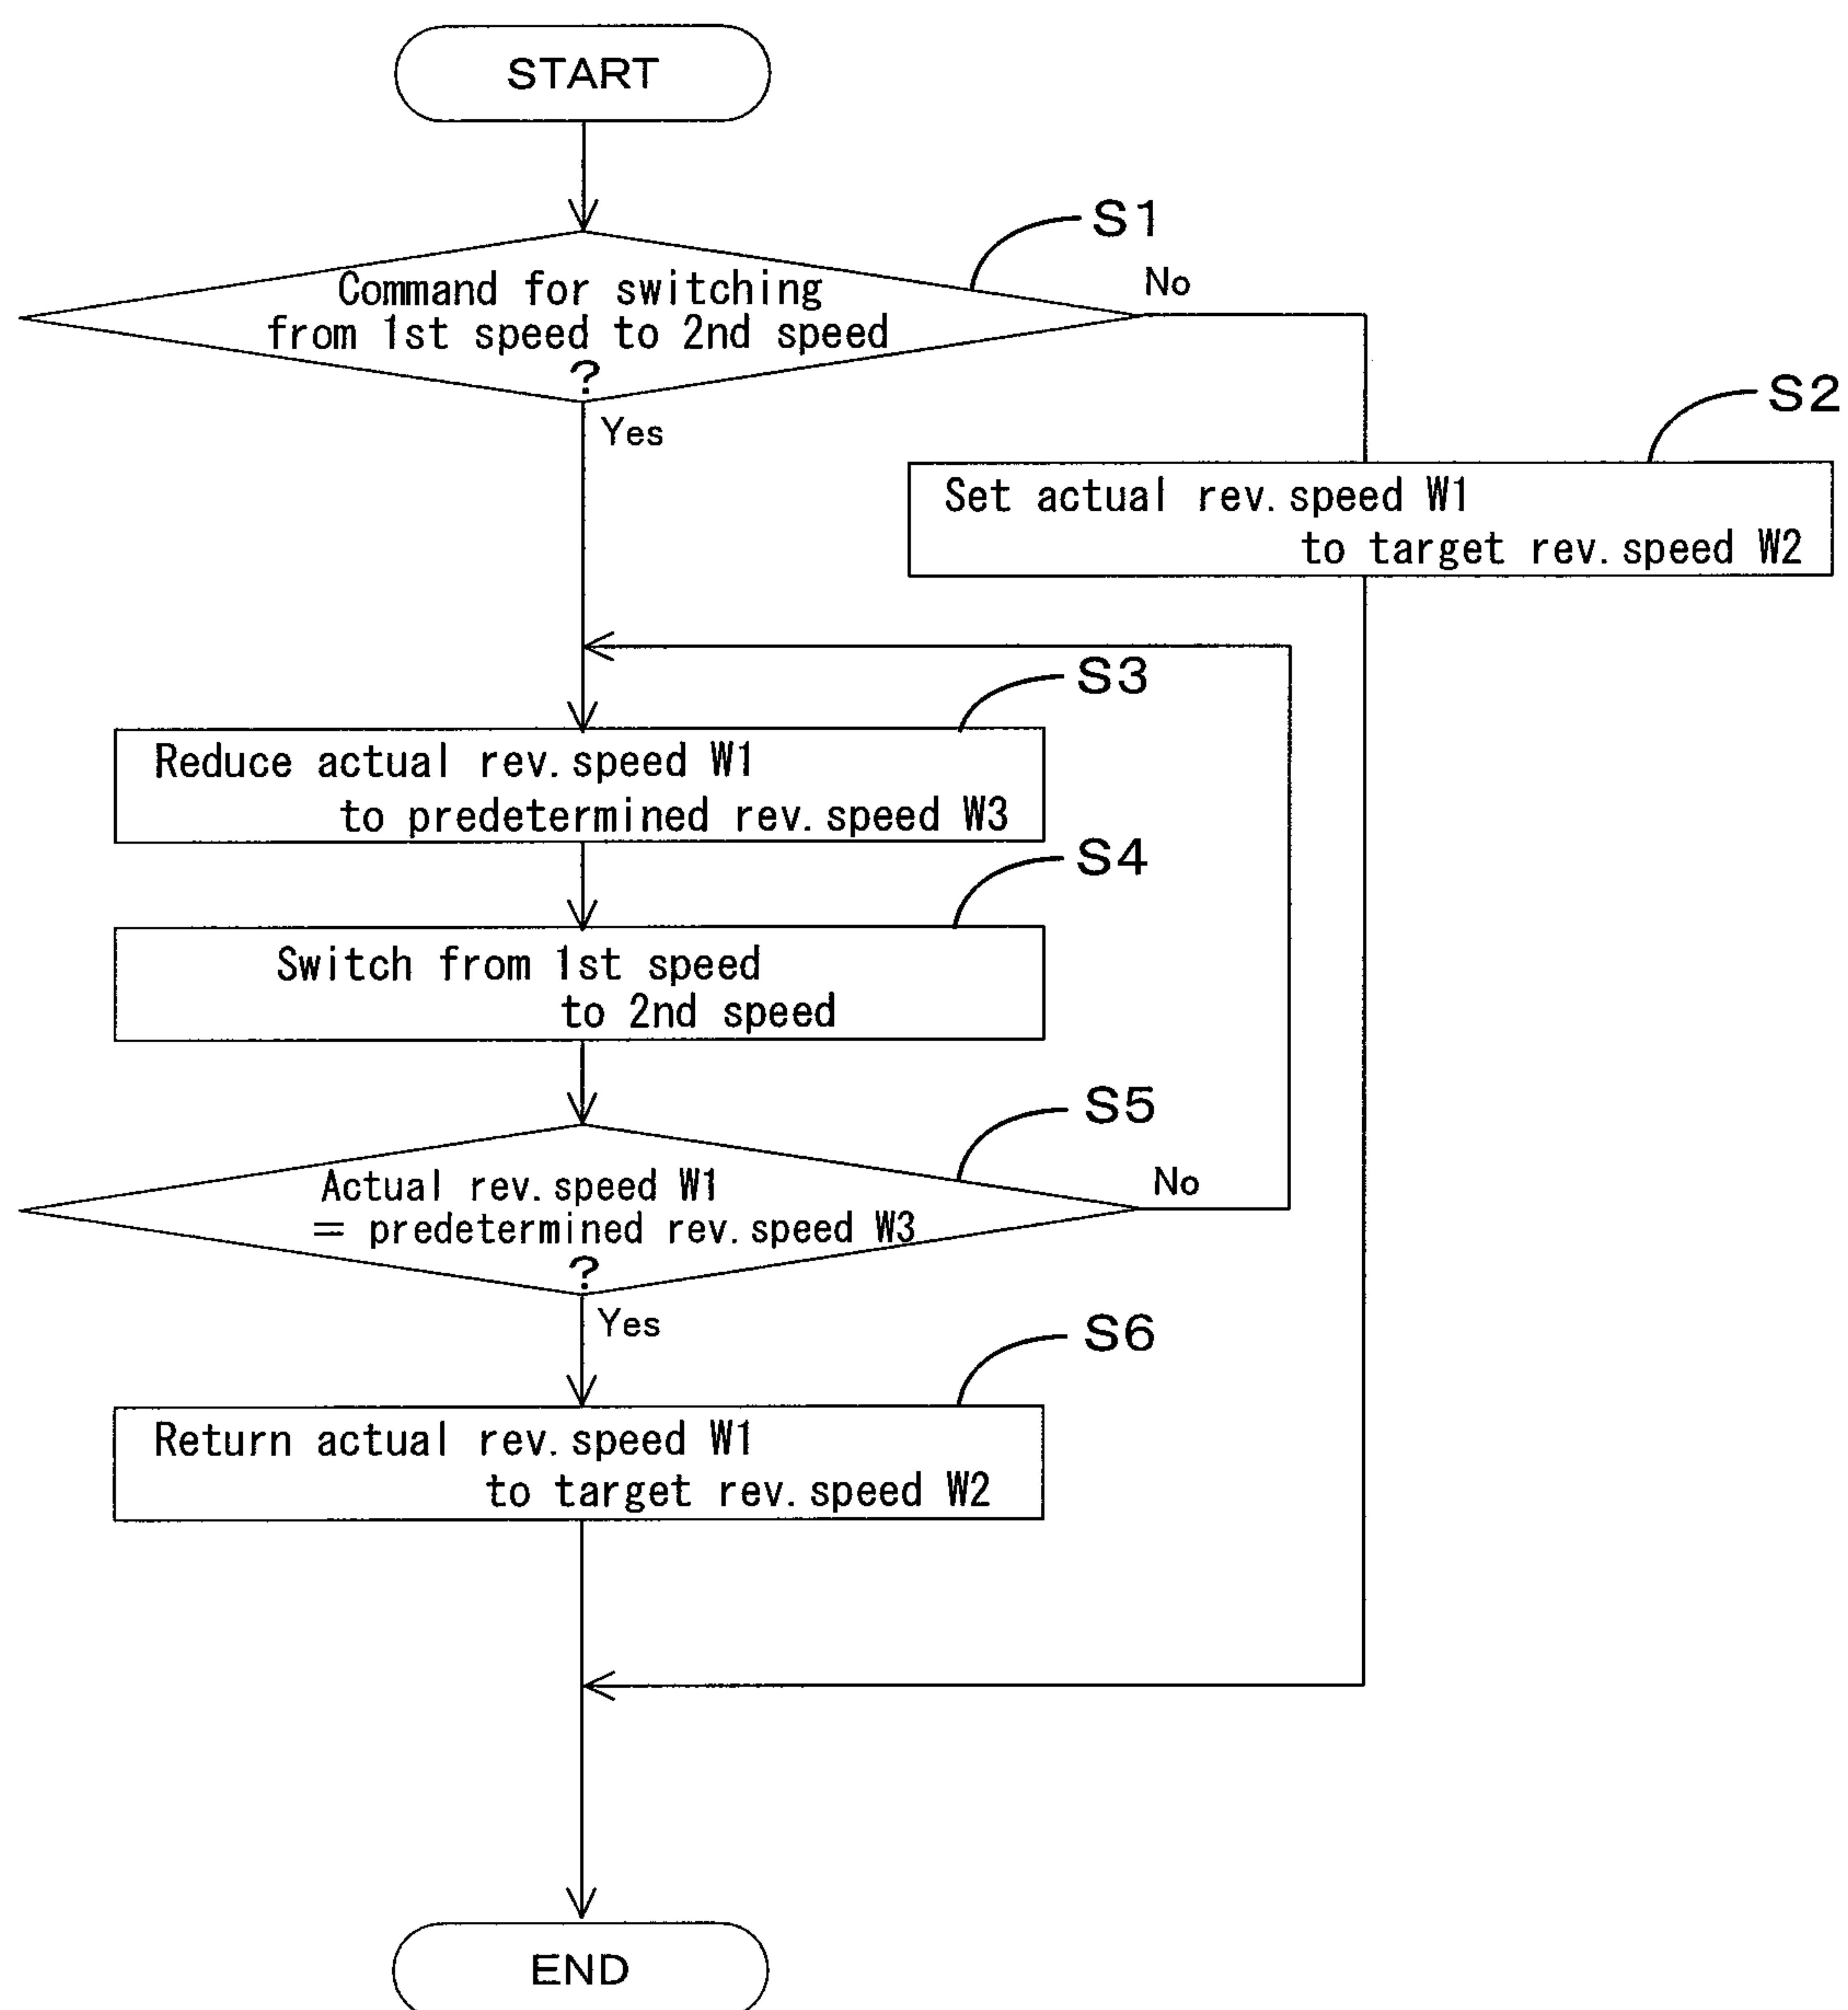 START
S1
Command for switching
from 1st speed to 2nd speed
?
No
Yes
S2
Set actual rev.speed W1
to target rev.speed W2
S3
Reduce actual rev.speed W1
to predetermined rev.speed W3
S4
Switch from 1st speed
to 2nd speed
S5
Actual rev.speed W1
= predetermined rev.speed W3
?
No
Yes
S6
Return actual rev.speed W1
to target rev.speed W2
END